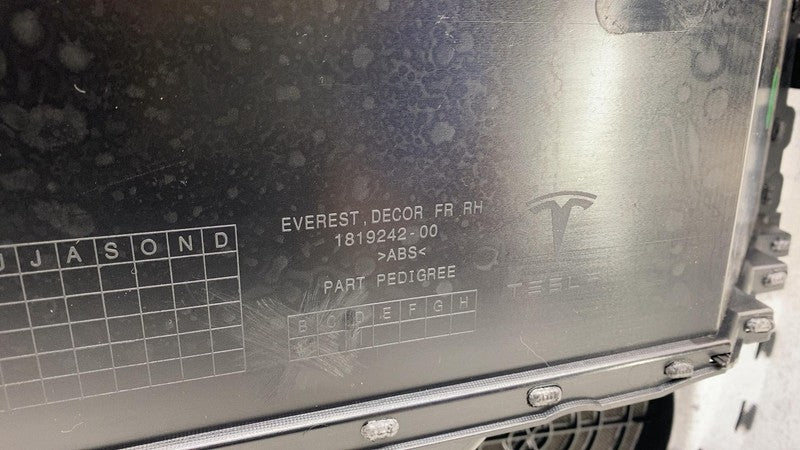 EVEREST, DECOR FR RH
1819242-00
>ABS<
PART PEDIGREE
B C D E F G H
J J A S O N D